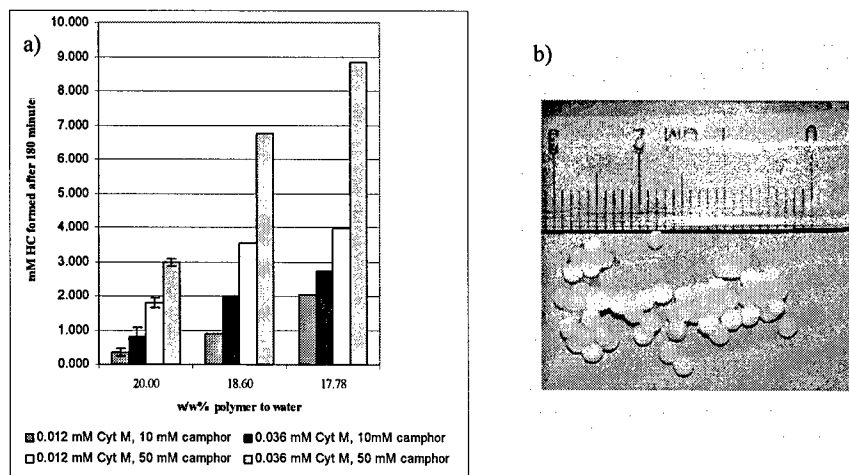 a)
mM HC formed after 180 minute
10.000
9.000
8.000
7.000
6.000
5.000
4.000
3.000
2.000
1.000
0.000
20.00 18.60 17.78
w/w% polymer to water
0.012 mM Cyt M, 10 mM camphor 0.036 mM Cyt M, 10mM camphor
0.012 mM Cyt M, 50 mM camphor 0.036 mM Cyt M, 50 mM camphor
b)
2 CM 0